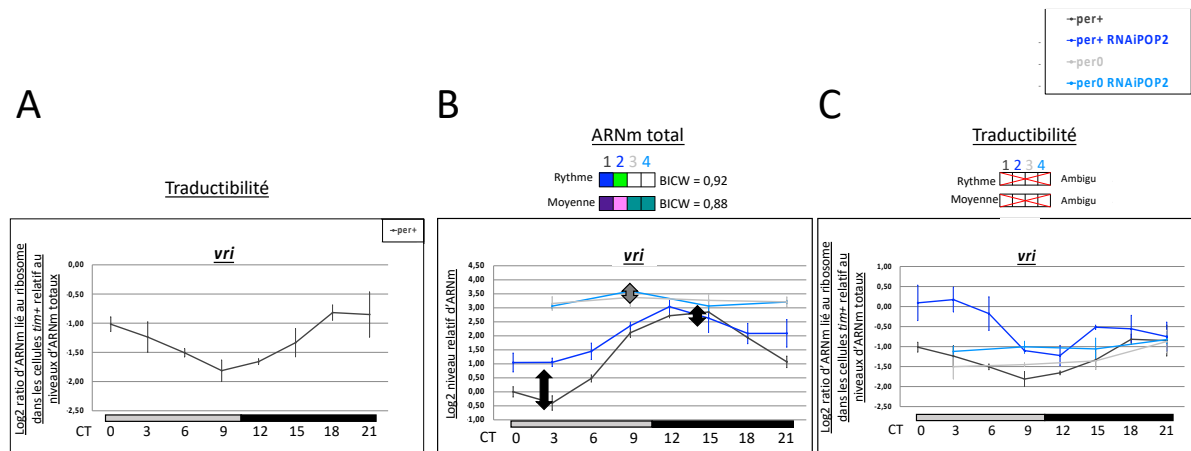 per+
per+ RNAiPOP2
per0
per0 RNAiPOP2
A
Traductibilité
per+
vri
Log2 ratio d'ARNm lié au ribosome
dans les cellules tim+ relatif au
niveaux d'ARNm totaux
0,00
-0,50
-1,00
-1,50
-2,00
-2,50
CT 0 3 6 9 12 15 18 21
B
ARNm total
1 2 3 4
Rythme BICW = 0,92
Moyenne BICW = 0,88
vri
Log2 niveau relatif d'ARNm
4,50
4,00
3,50
3,00
2,50
2,00
1,50
1,00
0,50
0,00
-0,50
-1,00
CT 0 3 6 9 12 15 18 21
C
Traductibilité
1 2 3 4
Rythme Ambigu
Moyenne Ambigu
vri
Log2 ratio d'ARNm lié au ribosome
dans les cellules tim+ relatif au
niveaux d'ARNm totaux
1,00
0,50
0,00
-0,50
-1,00
-1,50
-2,00
-2,50
CT 0 3 6 9 12 15 18 21